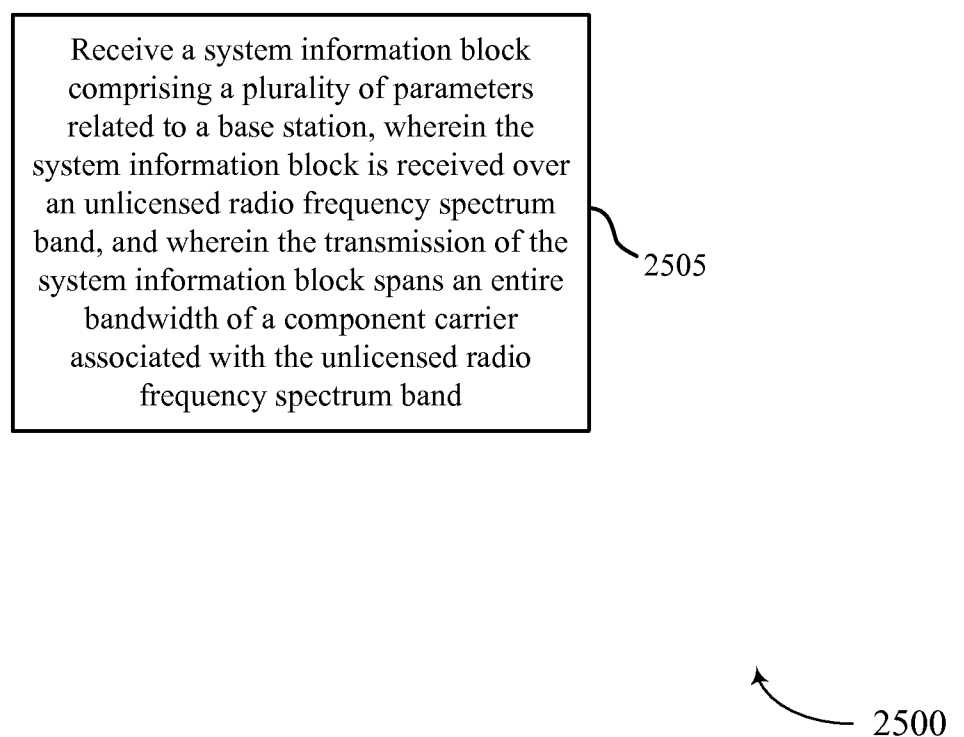 Receive a system information block
comprising a plurality of parameters
related to a base station, wherein the
system information block is received over
an unlicensed radio frequency spectrum
band, and wherein the transmission of the
system information block spans an entire
bandwidth of a component carrier
associated with the unlicensed radio
frequency spectrum band
2505
2500